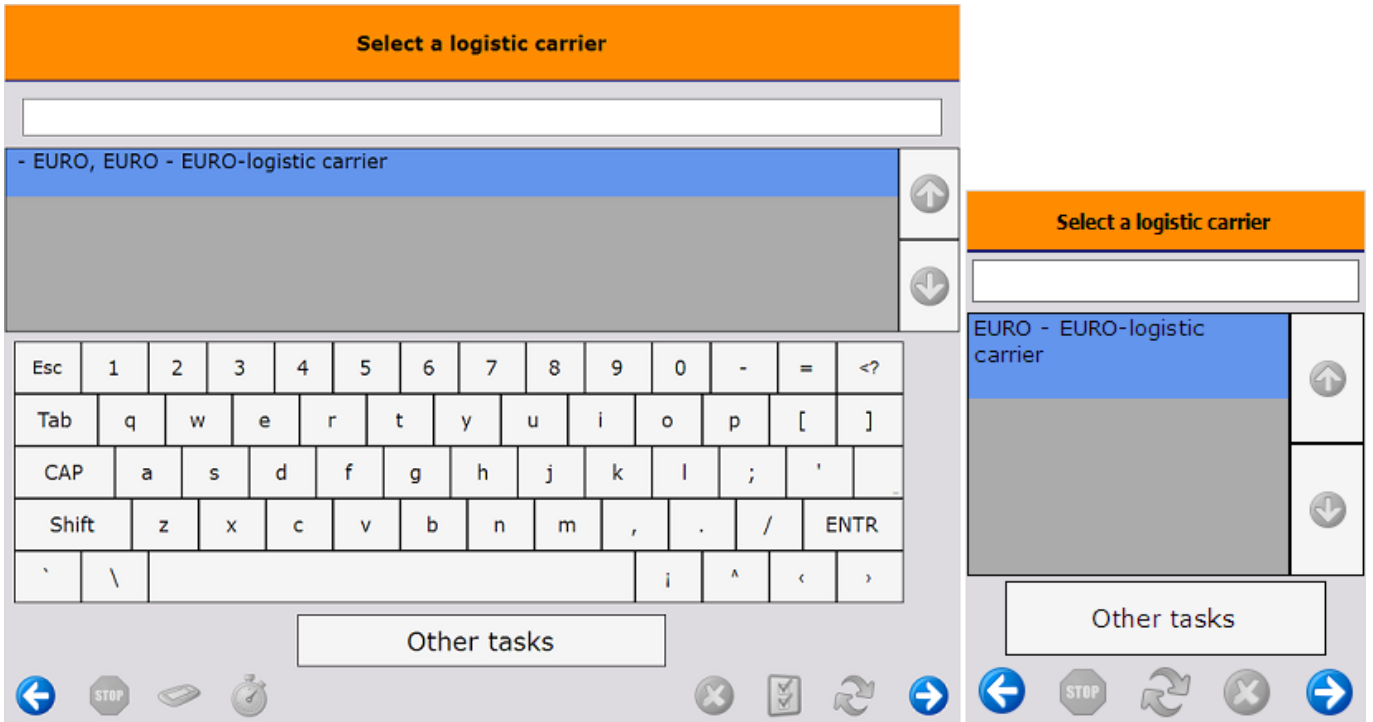 Select a logistic carrier
- EURO, EURO - EURO-logistic carrier
Esc 1 2 3 4 5 6 7 8 9 0 - = <?
Tab q w e r t y u i o p [ ]
CAP a s d f g h j k l ; ' _
Shift z x c v b n m , . / ENTR
` \ ¡ ^ ‹ ›
Other tasks
STOP
Select a logistic carrier
EURO - EURO-logistic
carrier
Other tasks
STOP